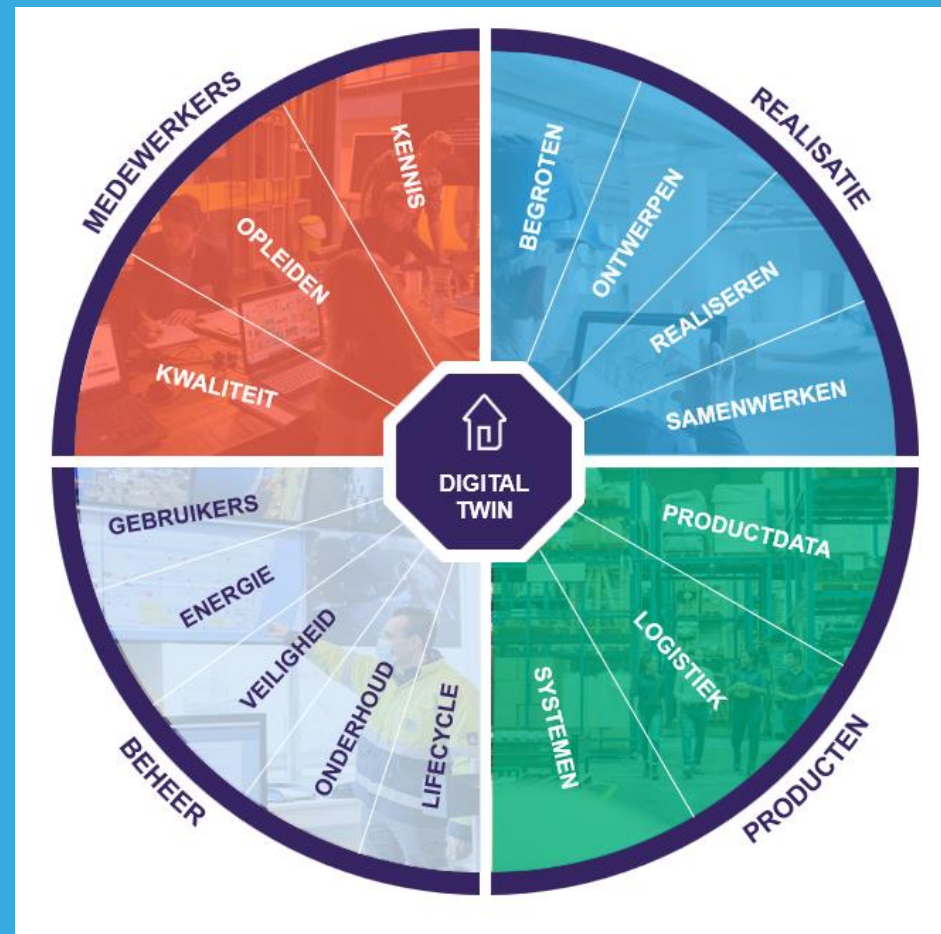 MEDEWERKERS
KENNIS
OPLEIDEN
KWALITEIT
REALISATIE
BEGROTEN
ONTWERPEN
REALISEREN
SAMENWERKEN
DIGITAL
TWIN
BEHEER
GEBRUIKERS
ENERGIE
VEILIGHEID
ONDERHOUD
LIFECYCLE
PRODUCTEN
PRODUCTDATA
LOGISTIEK
SYSTEMEN